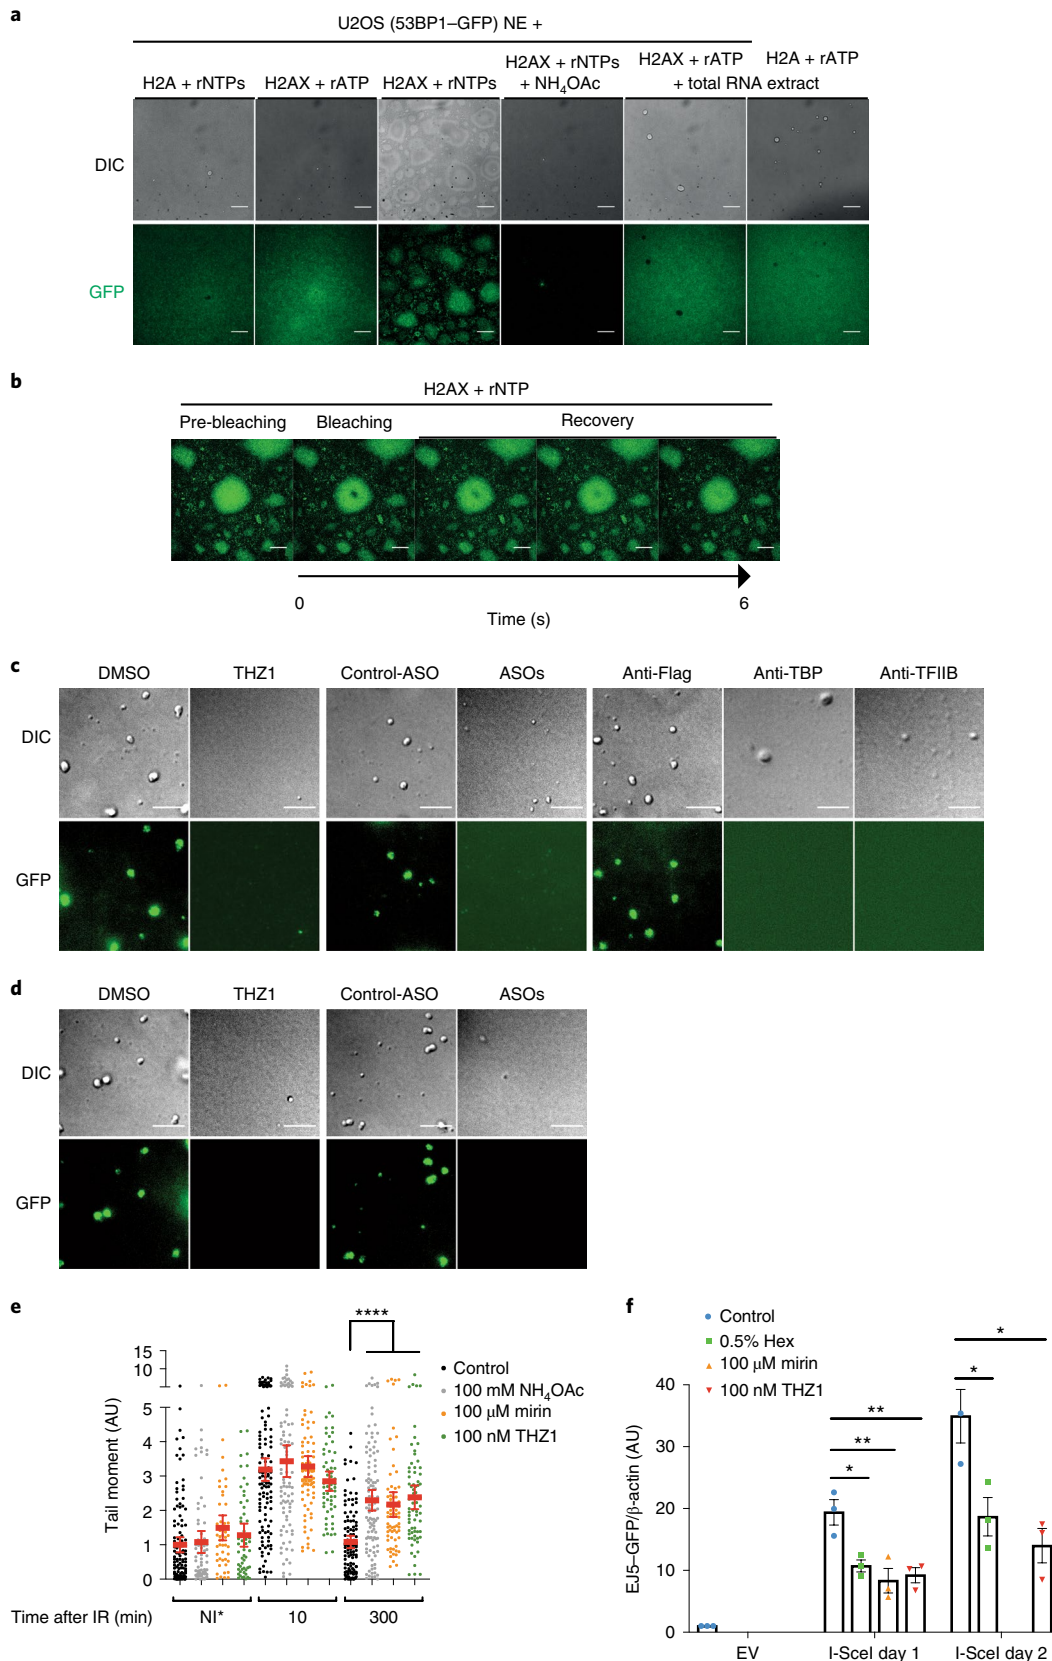 a
U2OS (53BP1–GFP) NE +
H2A + rNTPs
H2AX + rATP
H2AX + rNTPs
H2AX + rNTPs
+ NH₄OAc
H2AX + rATP
H2A + rATP
+ total RNA extract
DIC
GFP
b
H2AX + rNTP
Pre-bleaching
Bleaching
Recovery
0
6
Time (s)
c
DMSO
THZ1
Control-ASO
ASOs
Anti-Flag
Anti-TBP
Anti-TFIIB
DIC
GFP
d
DMSO
THZ1
Control-ASO
ASOs
DIC
GFP
e
****
Control
100 mM NH₄OAc
100 μM mirin
100 nM THZ1
Tail moment (AU)
15
10
5
4
3
2
1
0
Time after IR (min)
NI*
10
300
f
Control
0.5% Hex
100 μM mirin
100 nM THZ1
*
*
**
**
*
EJ5–GFP/β-actin (AU)
40
30
20
10
0
EV
I-SceI day 1
I-SceI day 2